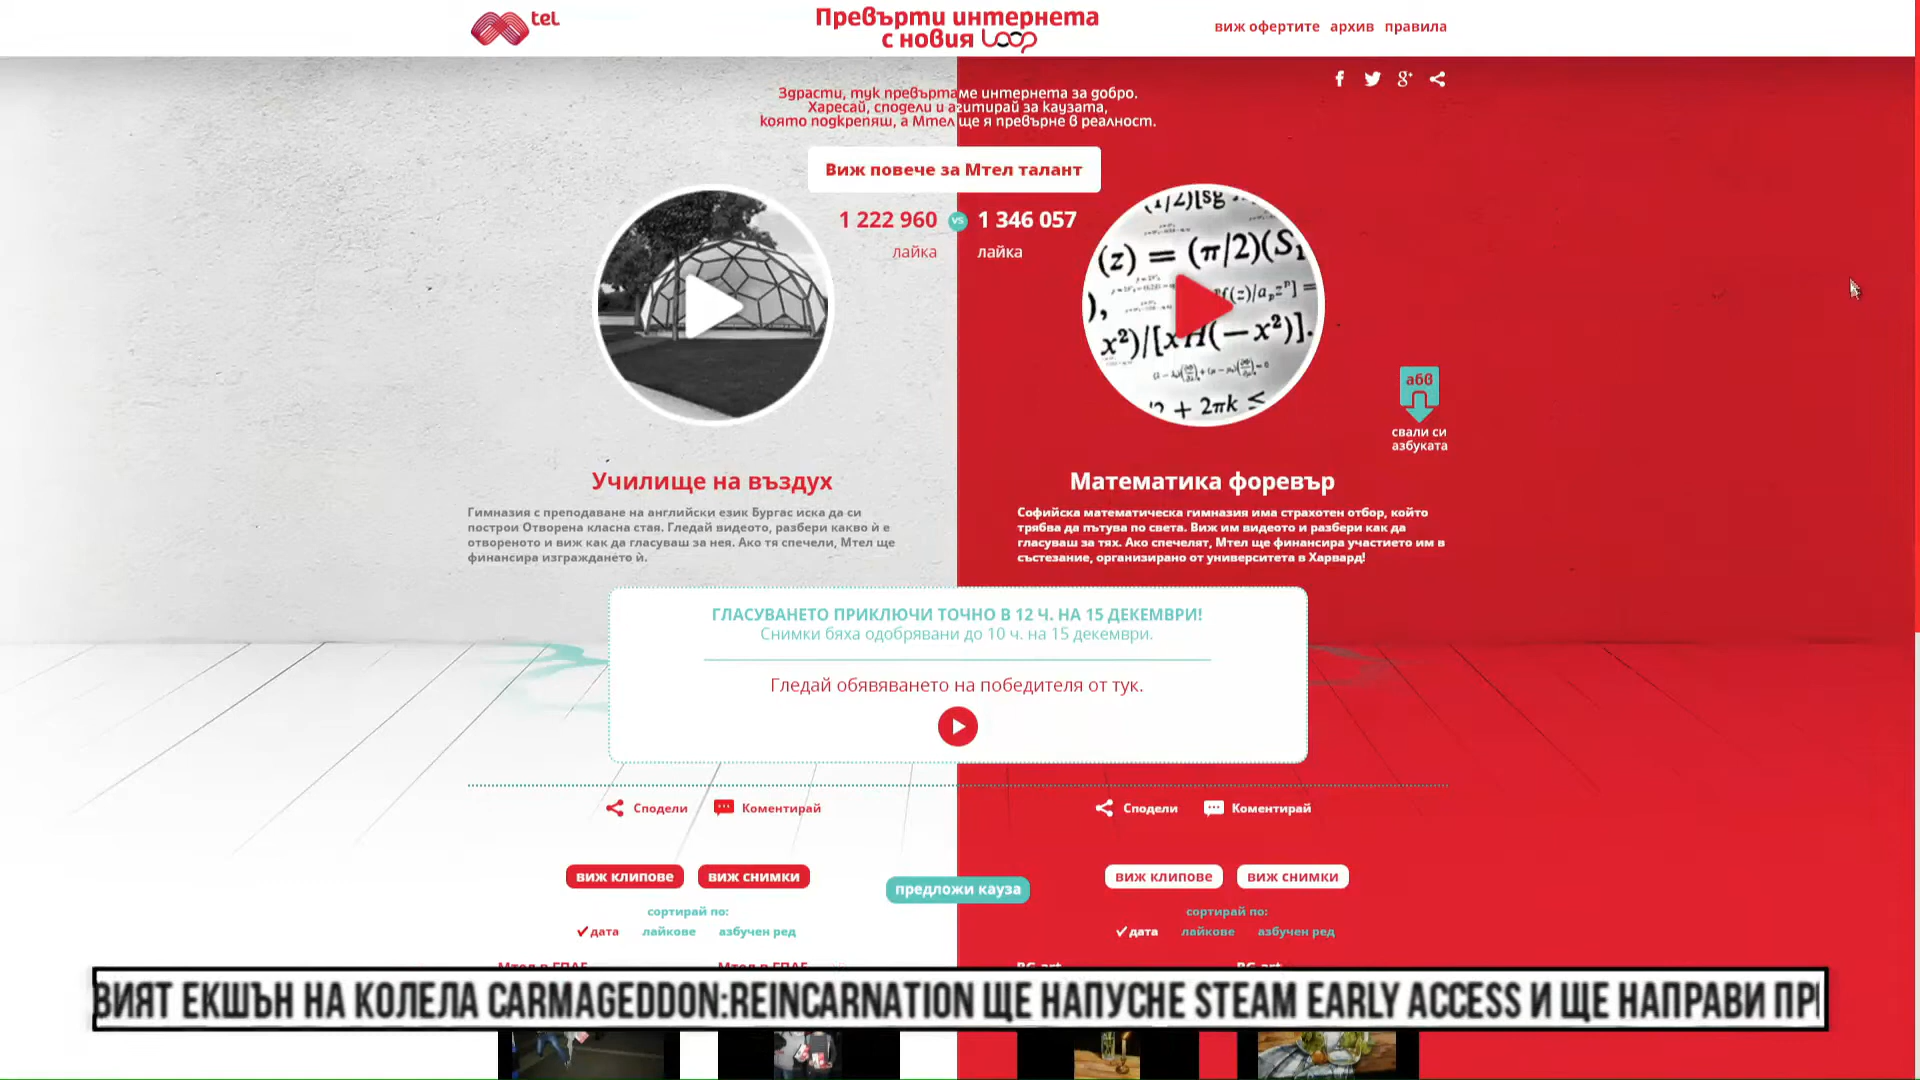 tel
Превърти интернета
с новия loop
виж офертите архив правила
Здрасти, тук превъртаме интернета за добро.
Харесай, сподели и агитирай за каузата,
която подкрепяш, а Мтел ще я превърне в реалност.
Виж повече за Мтел талант
1 222 960 vs 1 346 057
лайка лайка
абв
свали си
азбуката
Училище на въздух
Гимназия с преподаване на английски език Бургас иска да си
построи Отворена класна стая. Гледай видеото, разбери какво ѝ е
отвореното и виж как да гласуваш за нея. Ако тя спечели, Мтел ще
финансира изграждането ѝ.
Математика форевър
Софийска математическа гимназия има страхотен отбор, който
трябва да пътува по света. Виж им видеото и разбери как да
гласуваш за тях. Ако спечелят, Мтел ще финансира участието им в
състезание, организирано от университета в Харвард!
ГЛАСУВАНЕТО ПРИКЛЮЧИ ТОЧНО В 12 Ч. НА 15 ДЕКЕМВРИ!
Снимки бяха одобрявани до 10 ч. на 15 декември.
Гледай обявяването на победителя от тук.
Сподели Коментирай
Сподели Коментирай
виж клипове виж снимки
виж клипове виж снимки
предложи кауза
сортирай по:
дата лайкове азбучен ред
сортирай по:
дата лайкове азбучен ред
ВИЯТ ЕКШЪН НА КОЛЕЛА CARMAGEDDON:REINCARNATION ЩЕ НАПУСНЕ STEAM EARLY ACCESS И ЩЕ НАПРАВИ ПР